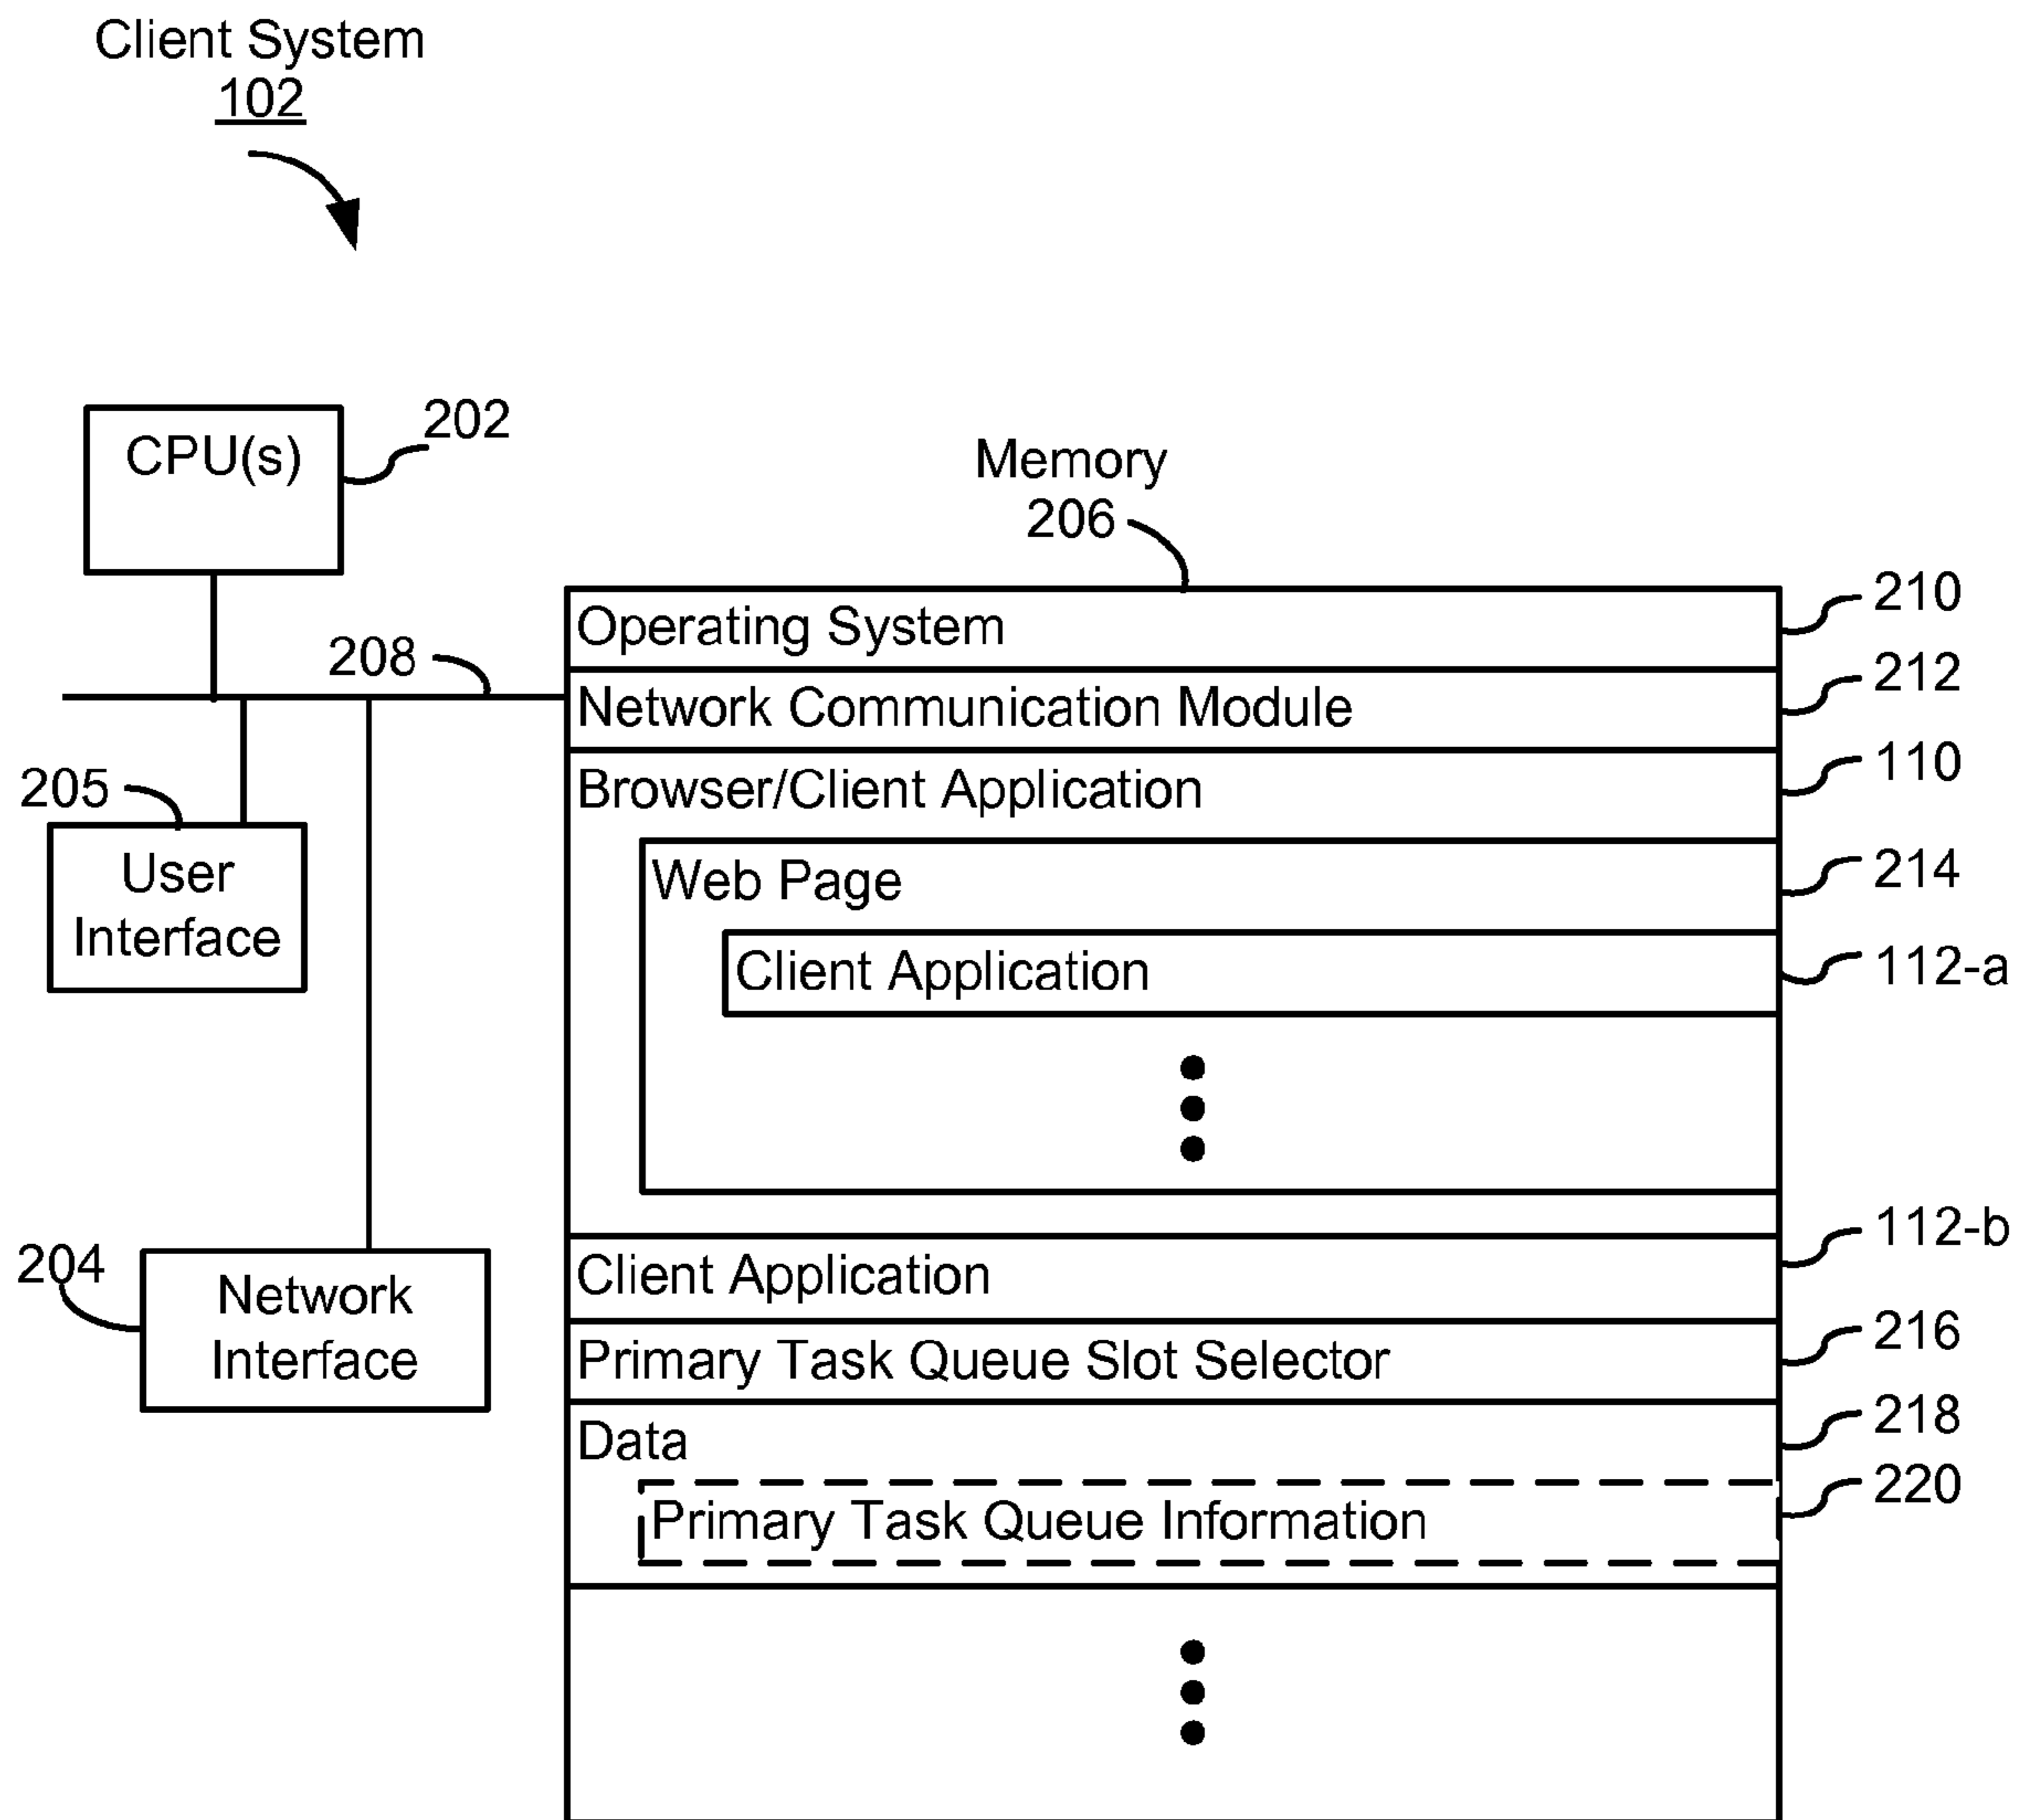 Client System
102
CPU(s)
202
Memory
206
208
205
User
Interface
204
Network
Interface
Operating System
210
Network Communication Module
212
Browser/Client Application
110
Web Page
214
Client Application
112-a
Client Application
112-b
Primary Task Queue Slot Selector
216
Data
218
Primary Task Queue Information
220